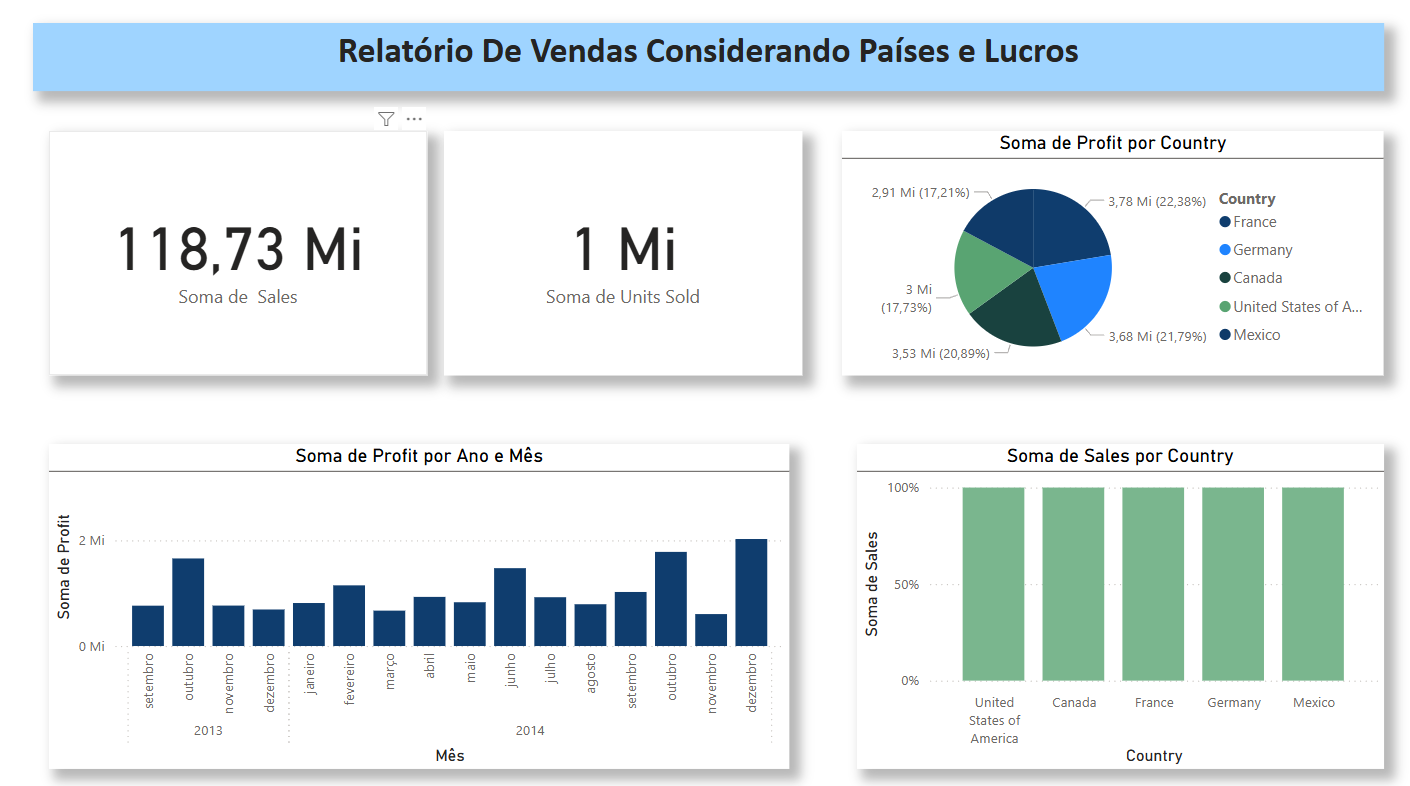 Relatório De Vendas Considerando Países e Lucros
118,73 Mi
Soma de  Sales
1 Mi
Soma de Units Sold
Soma de Profit por Country
2,91 Mi (17,21%)
3,78 Mi (22,38%)
3 Mi
(17,73%)
3,53 Mi (20,89%)
3,68 Mi (21,79%)
Country
France
Germany
Canada
United States of A...
Mexico
Soma de Profit por Ano e Mês
Soma de Profit
2 Mi
0 Mi
setembro
outubro
novembro
dezembro
janeiro
fevereiro
março
abril
maio
junho
julho
agosto
setembro
outubro
novembro
dezembro
2013
2014
Mês
Soma de Sales por Country
Soma de Sales
100%
50%
0%
United
States of
America
Canada
France
Germany
Mexico
Country